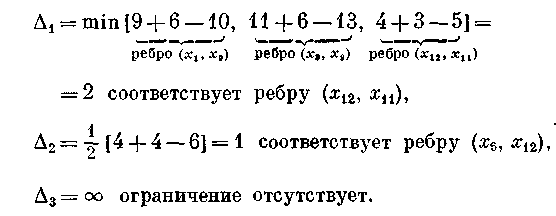 Δ₁ = min [9 + 6 — 10, 11 + 6 — 13, 4 + 3 — 5] =
ребро (x₁, x₉) ребро (x₈, x₉) ребро (x₁₂, x₁₁)
= 2 соответствует ребру (x₁₂, x₁₁),
Δ₂ = 1/2 [4 + 4 — 6] = 1 соответствует ребру (x₆, x₁₂),
Δ₃ = ∞ ограничение отсутствует.